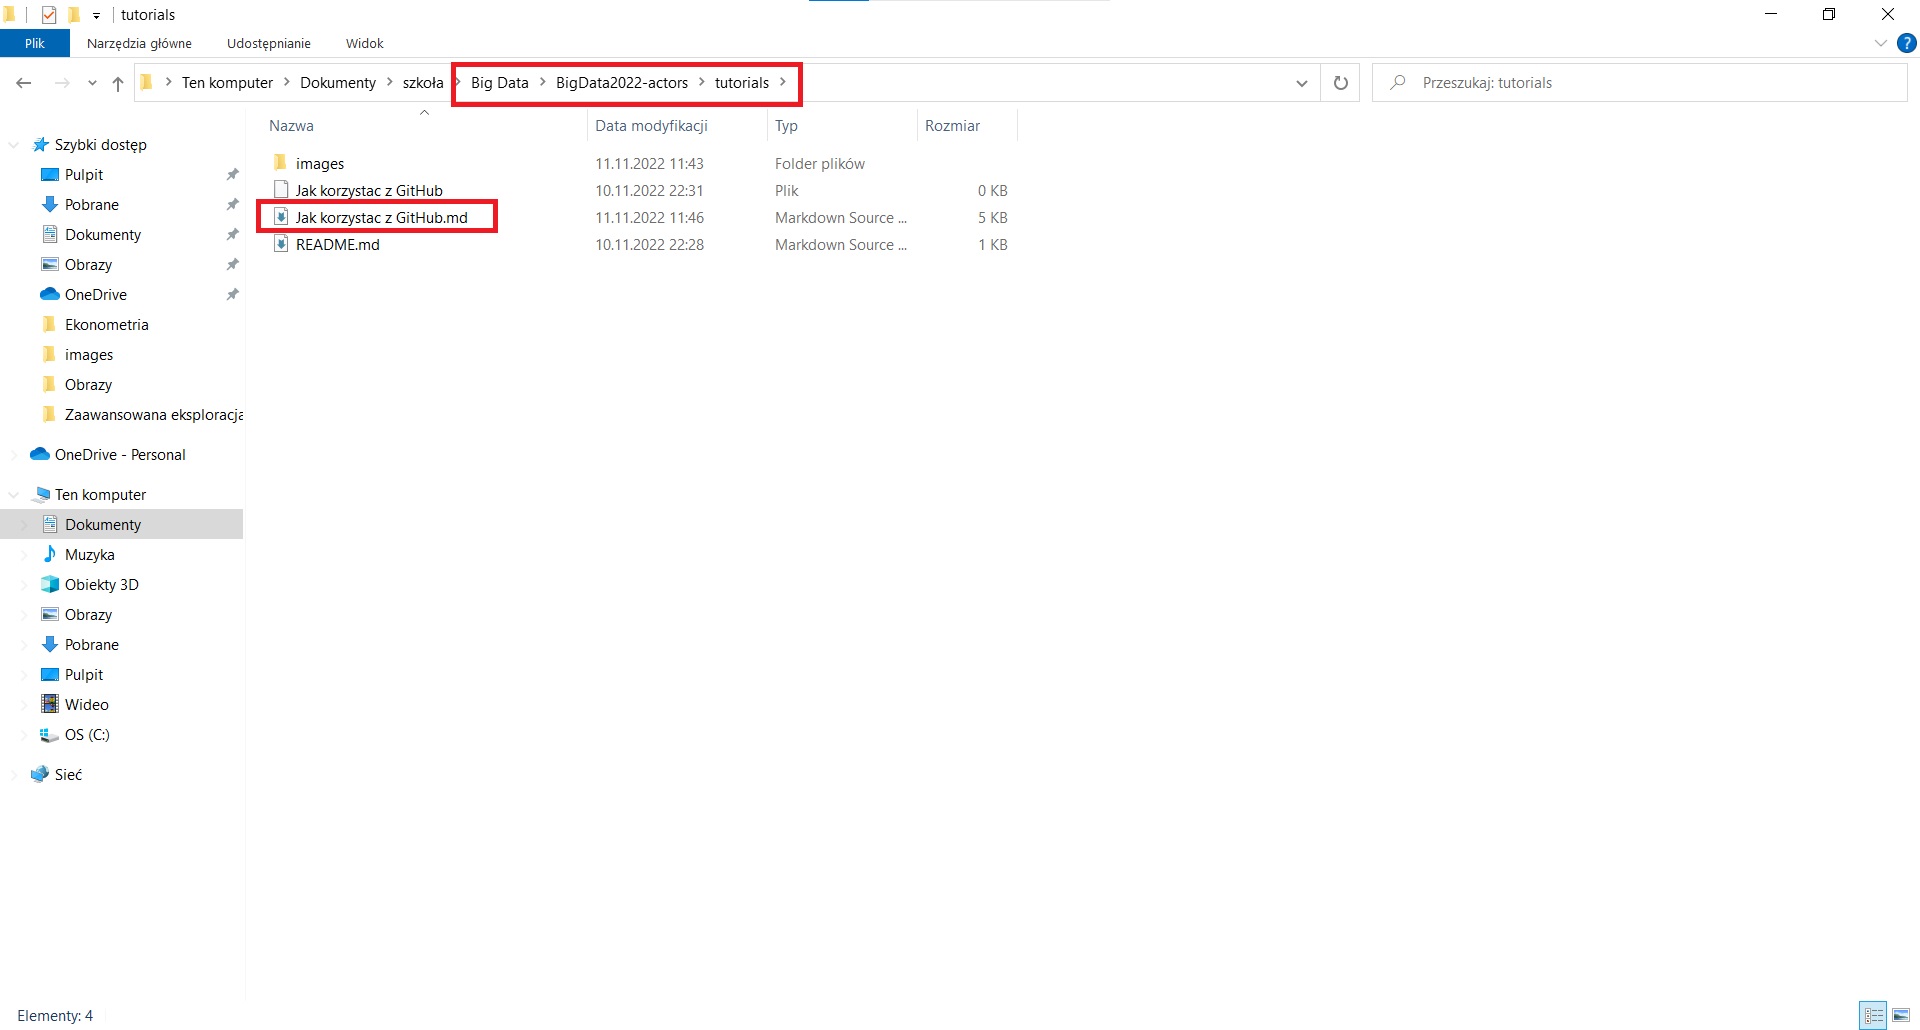 tutorials
Plik Narzędzia główne Udostępnianie Widok
Ten komputer Dokumenty szkoła Big Data BigData2022-actors tutorials Przeszukaj: tutorials
Nazwa Data modyfikacji Typ Rozmiar
images 11.11.2022 11:43 Folder plików
Jak korzystac z GitHub 10.11.2022 22:31 Plik 0 KB
Jak korzystac z GitHub.md 11.11.2022 11:46 Markdown Source ... 5 KB
README.md 10.11.2022 22:28 Markdown Source ... 1 KB
Szybki dostęp
Pulpit
Pobrane
Dokumenty
Obrazy
OneDrive
Ekonometria
images
Obrazy
Zaawansowana eksploracja
OneDrive - Personal
Ten komputer
Dokumenty
Muzyka
Obiekty 3D
Obrazy
Pobrane
Pulpit
Wideo
OS (C:)
Sieć
Elementy: 4